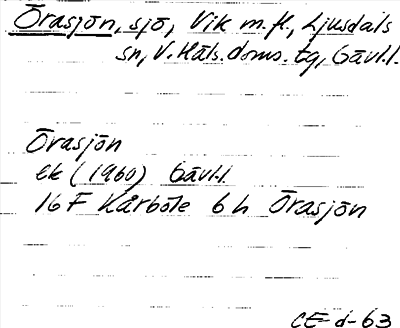 Örasjön, sjö, Vik m.fl., Ljusdals
sn, V. Häls. doms. tg, Gävl.l.
Örasjön
ek (1960) Gävl.l.
16 F Kårböle 6 h Örasjön
CE d-63